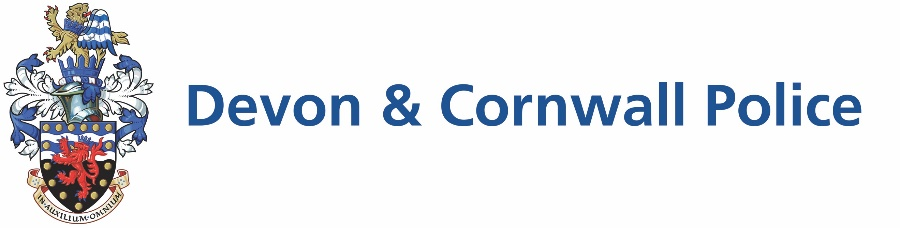 Devon & Cornwall Police
IN·AUXILIUM·OMNIUM